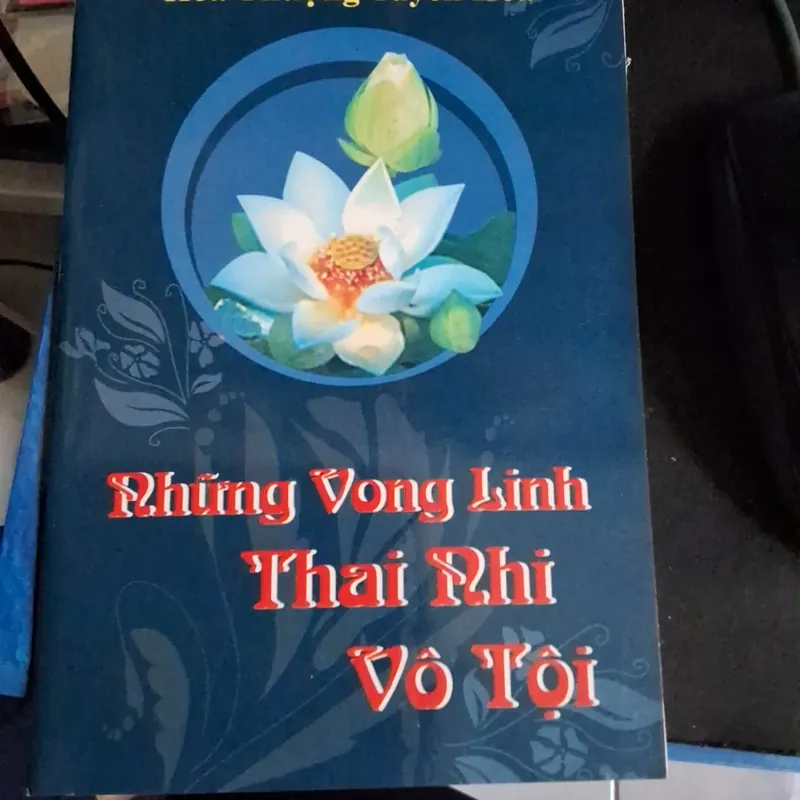 Những Vong Linh
Thai Nhi
Vô Tội